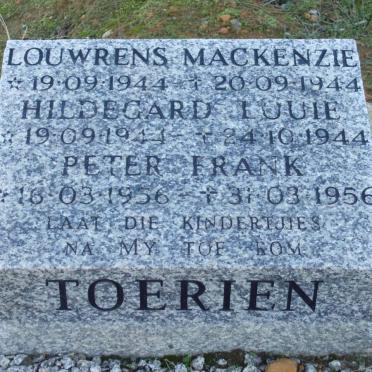 LOUWRENS MACKENZIE
☆ 19·09·1944 - ✝ 20·09·1944
HILDEGARD LOUIE
☆ 19·09·1944 - ✝ 24·10·1944
PETER FRANK
☆ 16·03·1956 - ✝ 31·03·1956
LAAT DIE KINDERTJIES
NA MY TOE KOM
TOERIEN